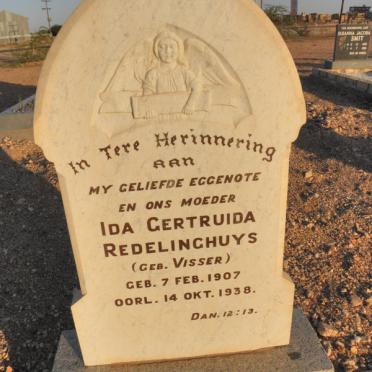 In Tere Herinnering
aan
MY GELIEFDE EGGENOTE
EN ONS MOEDER
IDA GERTRUIDA
REDELINGHUYS
(GEB. VISSER)
GEB. 7 FEB. 1907
OORL. 14 OKT. 1938.
DAN. 12:13.
SMIT